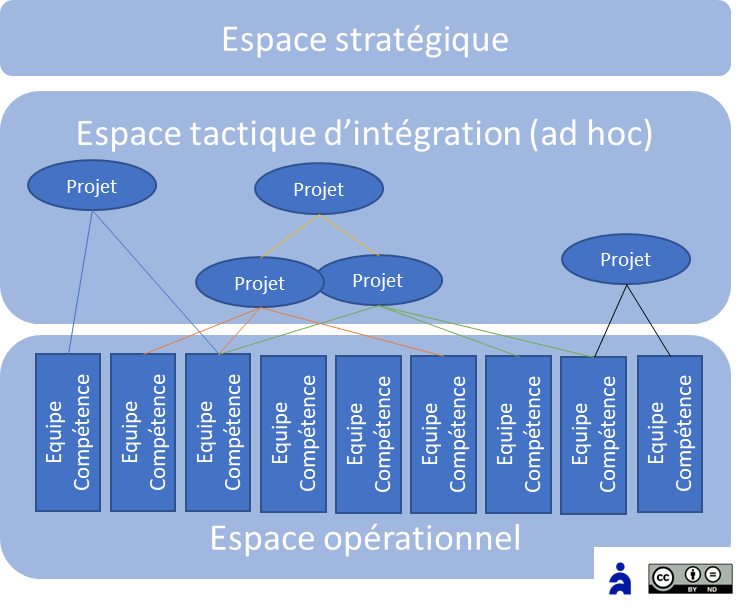 Espace stratégique
Espace tactique d’intégration (ad hoc)
Projet
Projet
Projet
Projet
Projet
Equipe
Compétence
Equipe
Compétence
Equipe
Compétence
Equipe
Compétence
Equipe
Compétence
Equipe
Compétence
Equipe
Compétence
Equipe
Compétence
Equipe
Compétence
Espace opérationnel
cc
BY ND